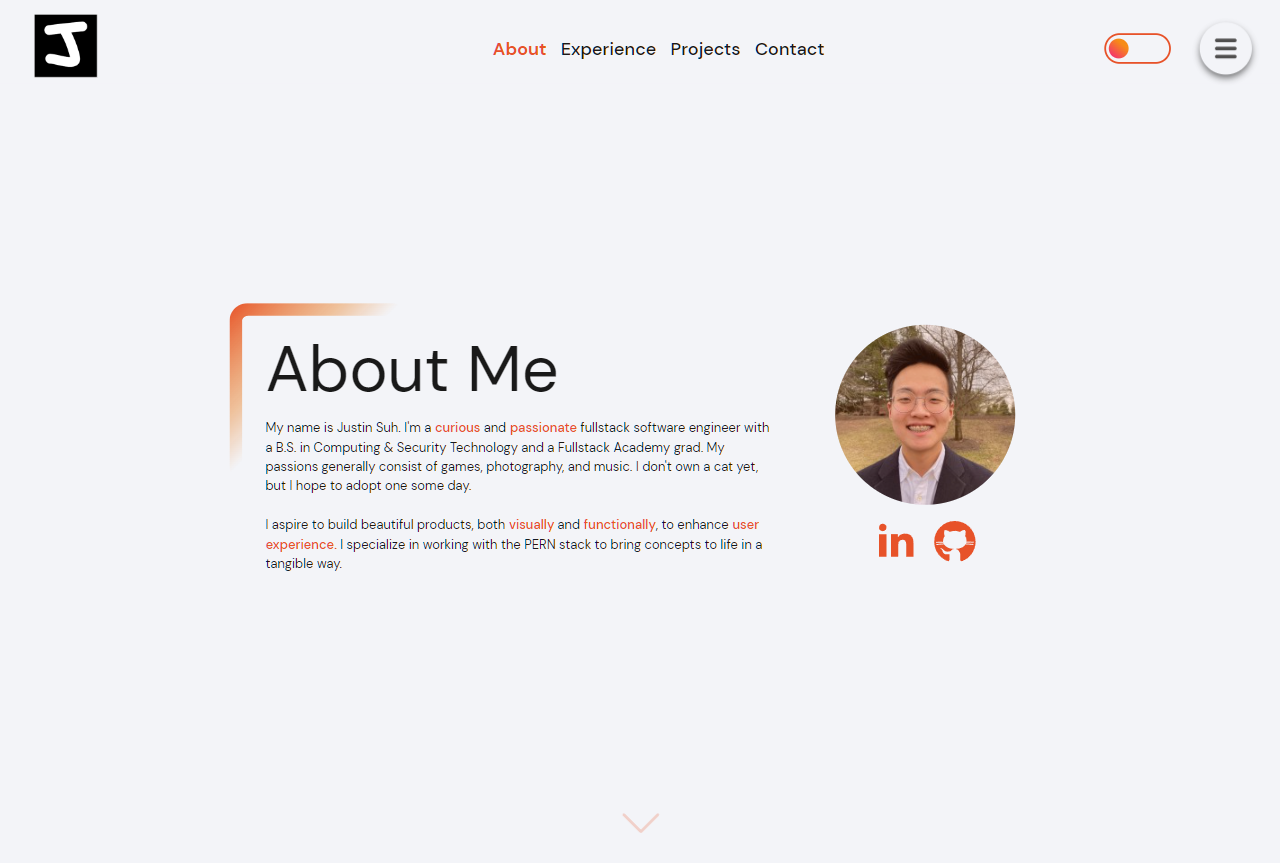 J
About Experience Projects Contact
About Me
My name is Justin Suh. I'm a curious and passionate fullstack software engineer with
a B.S. in Computing & Security Technology and a Fullstack Academy grad. My
passions generally consist of games, photography, and music. I don't own a cat yet,
but I hope to adopt one some day.
I aspire to build beautiful products, both visually and functionally, to enhance user
experience. I specialize in working with the PERN stack to bring concepts to life in a
tangible way.
in